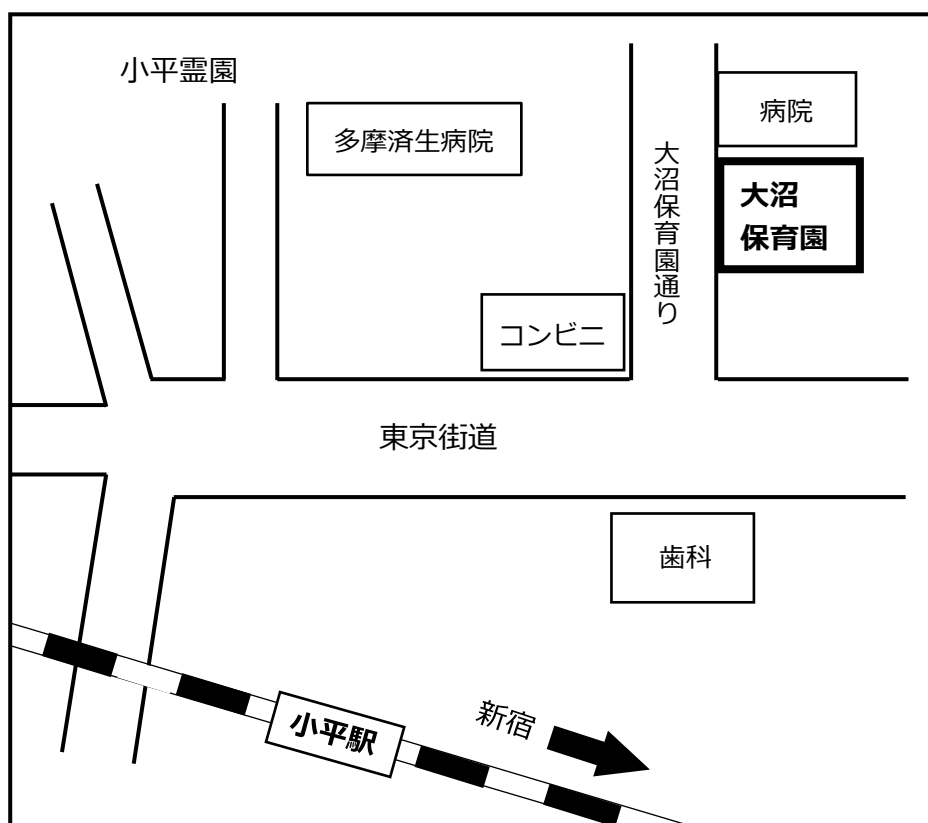 小平霊園
多摩済生病院
病院
大沼保育園通り
大沼
保育園
コンビニ
東京街道
歯科
小平駅
新宿